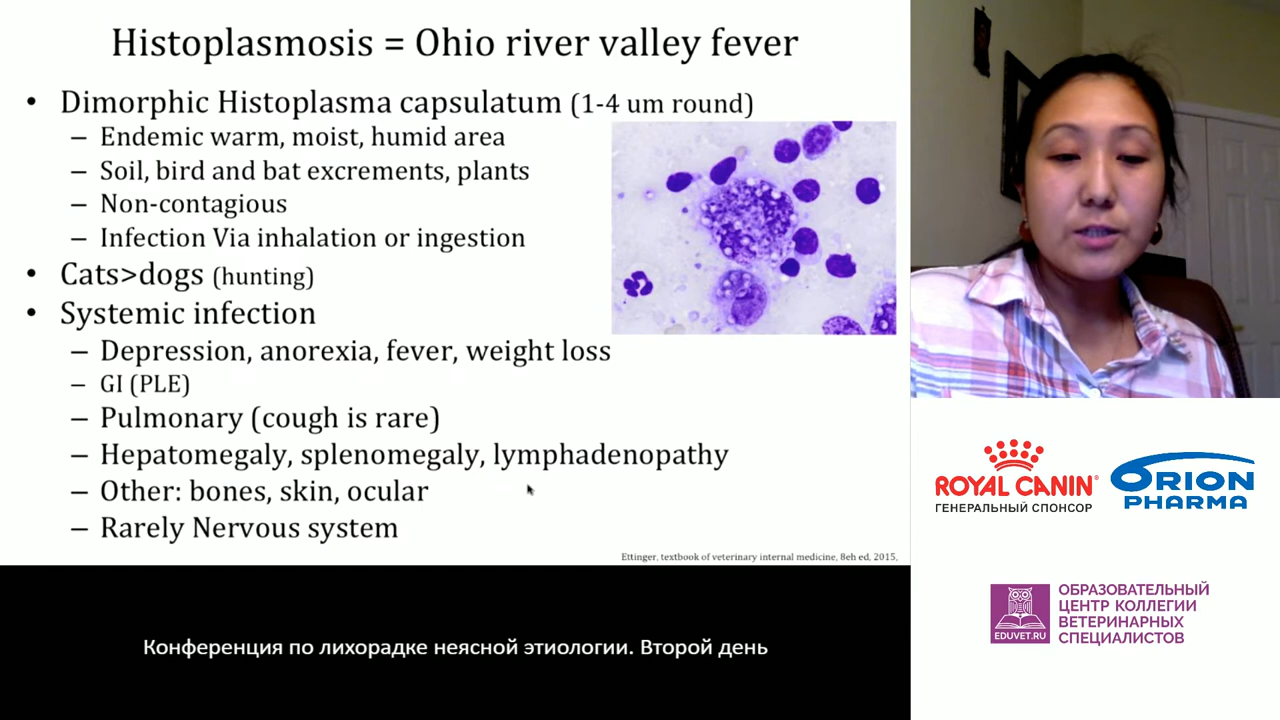 Histoplasmosis = Ohio river valley fever
• Dimorphic Histoplasma capsulatum (1-4 um round)
– Endemic warm, moist, humid area
– Soil, bird and bat excrements, plants
– Non-contagious
– Infection Via inhalation or ingestion
• Cats>dogs (hunting)
• Systemic infection
– Depression, anorexia, fever, weight loss
– GI (PLE)
– Pulmonary (cough is rare)
– Hepatomegaly, splenomegaly, lymphadenopathy
– Other: bones, skin, ocular
– Rarely Nervous system
Ettinger, textbook of veterinary internal medicine, 8eh ed, 2015,
Конференция по лихорадке неясной этиологии. Второй день
ROYAL CANIN
ГЕНЕРАЛЬНЫЙ СПОНСОР
ORION
PHARMA
EDUVET.RU
ОБРАЗОВАТЕЛЬНЫЙ
ЦЕНТР КОЛЛЕГИИ
ВЕТЕРИНАРНЫХ
СПЕЦИАЛИСТОВ